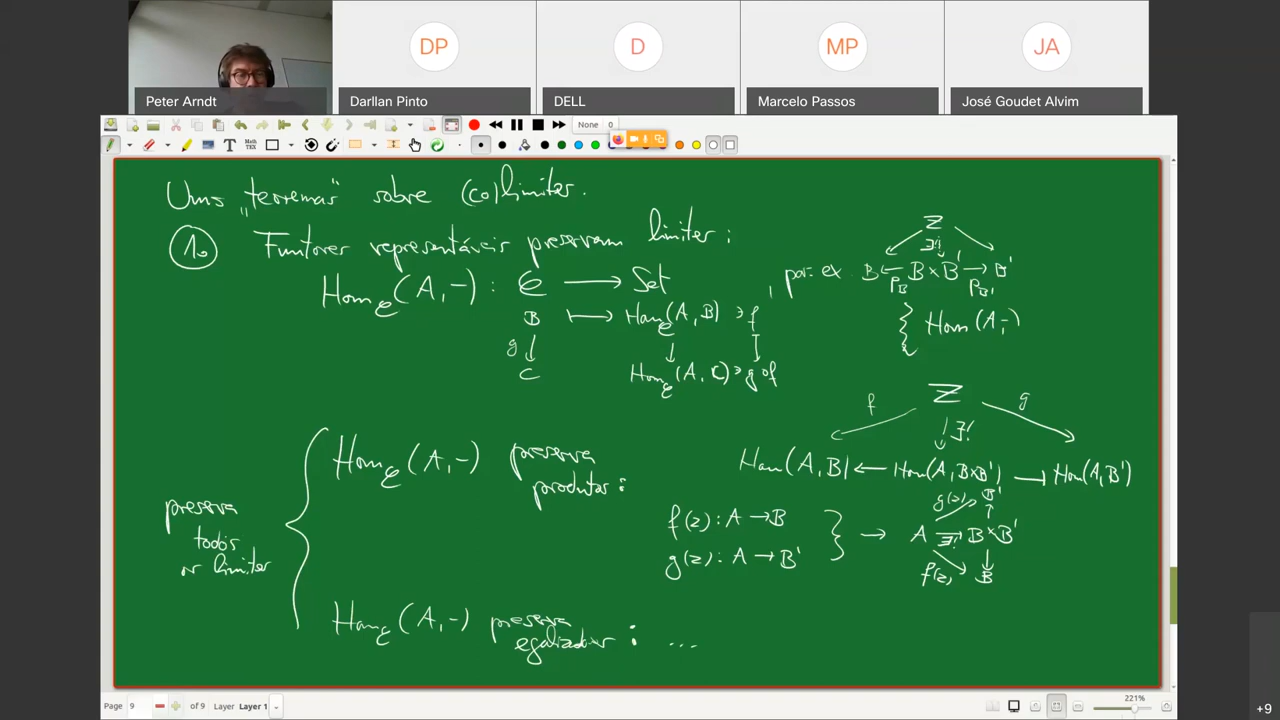 DP
D
MP
JA
Peter Arndt
Darllan Pinto
DELL
Marcelo Passos
José Goudet Alvim
None 0
Uns „teoremas“ sobre (co)limites.
1. Funtores representáveis preservam limites:
Hom_C(A,-): C → Set
B ↦ Hom_C(A,B) ∋ f
g ↓ ↓ ↓
C Hom_C(A,C) ∋ g∘f
, por ex.
Z
∃!
B ← B×B' → B'
P_B P_B'
Hom(A,-)
Z
f ∃! g
Hom(A,B) ← Hom(A,B×B') → Hom(A,B')
Hom_C(A,-) preserva
produtos:
f(z): A → B
g(z): A → B'
} →
g(z) B'
A ∃! B×B'
f(z) B
preserva
todos
os limites
Hom_C(A,-) preserva
egalizador: ...
Page 9 of 9 Layer Layer 1
221%
+9